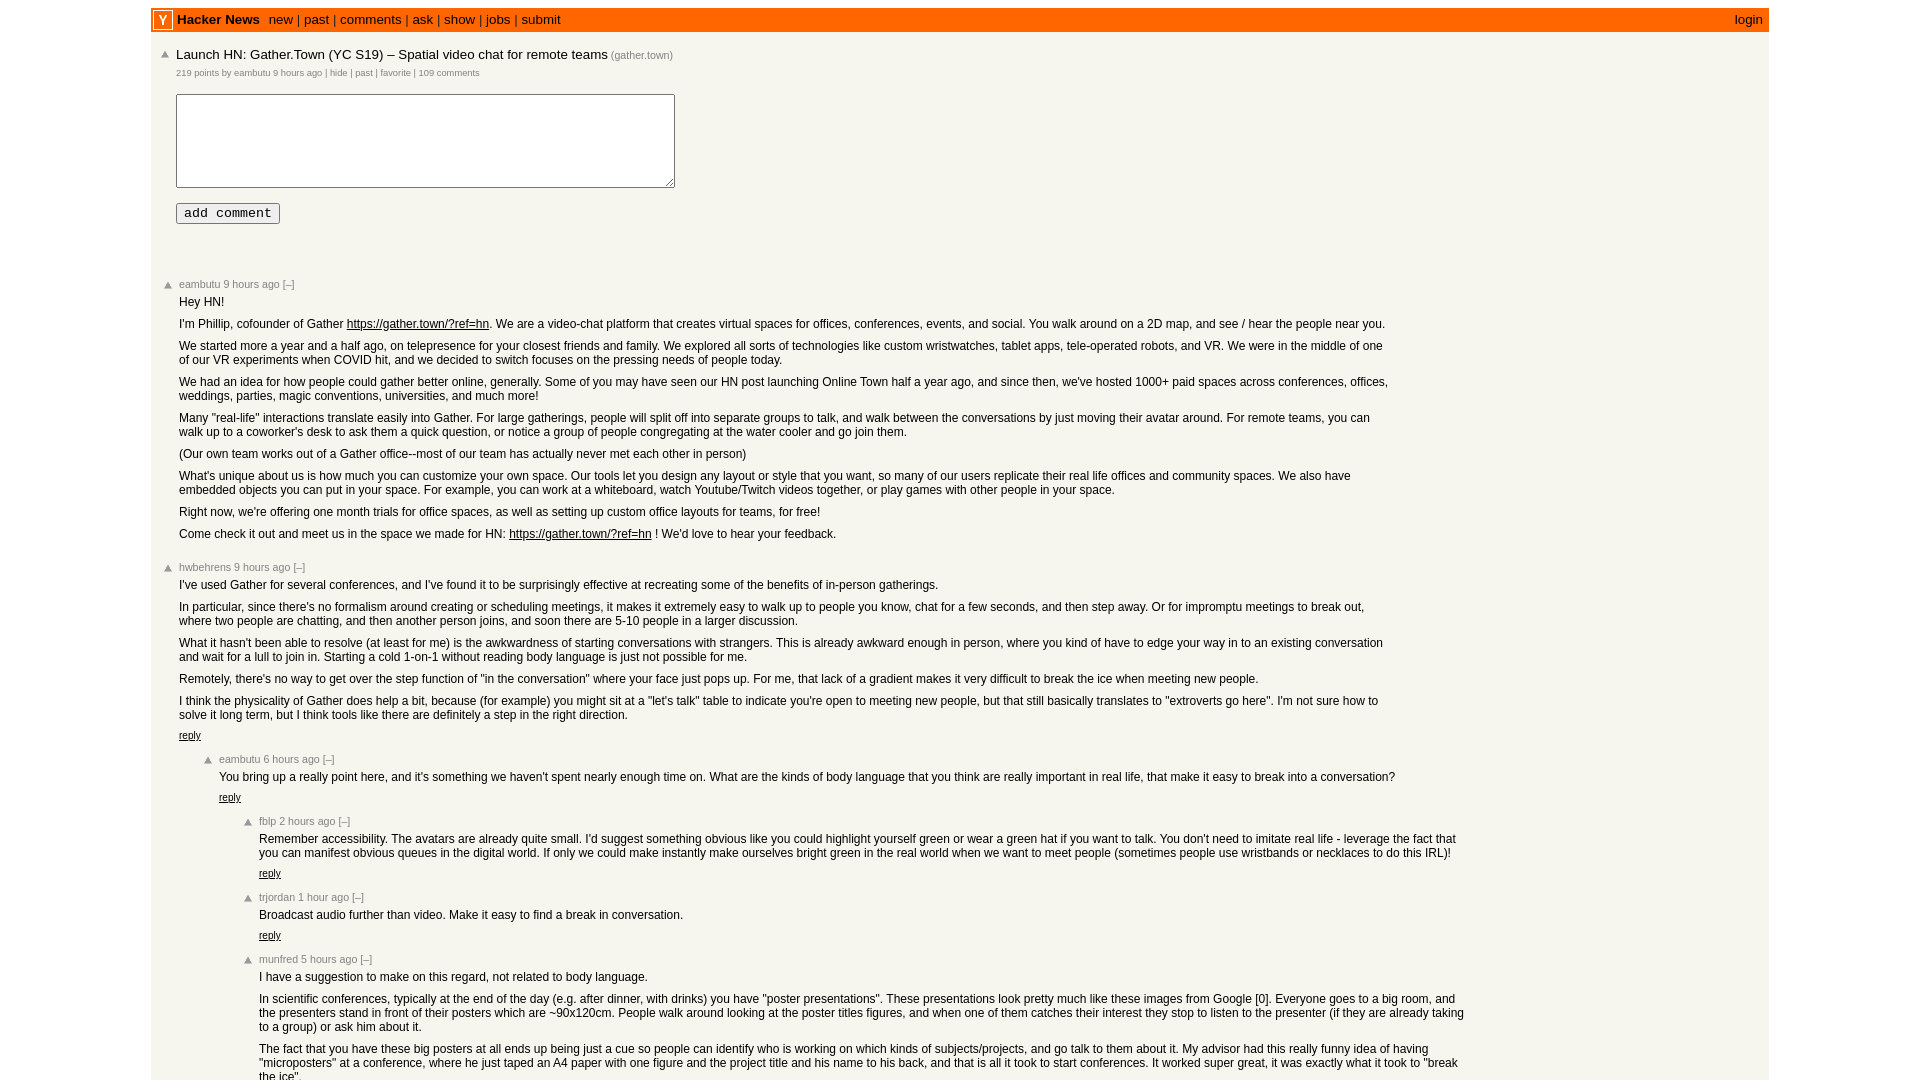 Y Hacker News new | past | comments | ask | show | jobs | submit login
Launch HN: Gather.Town (YC S19) – Spatial video chat for remote teams (gather.town)
219 points by eambutu 9 hours ago | hide | past | favorite | 109 comments
add comment
eambutu 9 hours ago [–]
Hey HN!
I'm Phillip, cofounder of Gather https://gather.town/?ref=hn. We are a video-chat platform that creates virtual spaces for offices, conferences, events, and social. You walk around on a 2D map, and see / hear the people near you.
We started more a year and a half ago, on telepresence for your closest friends and family. We explored all sorts of technologies like custom wristwatches, tablet apps, tele-operated robots, and VR. We were in the middle of one
of our VR experiments when COVID hit, and we decided to switch focuses on the pressing needs of people today.
We had an idea for how people could gather better online, generally. Some of you may have seen our HN post launching Online Town half a year ago, and since then, we've hosted 1000+ paid spaces across conferences, offices,
weddings, parties, magic conventions, universities, and much more!
Many "real-life" interactions translate easily into Gather. For large gatherings, people will split off into separate groups to talk, and walk between the conversations by just moving their avatar around. For remote teams, you can
walk up to a coworker's desk to ask them a quick question, or notice a group of people congregating at the water cooler and go join them.
(Our own team works out of a Gather office--most of our team has actually never met each other in person)
What's unique about us is how much you can customize your own space. Our tools let you design any layout or style that you want, so many of our users replicate their real life offices and community spaces. We also have
embedded objects you can put in your space. For example, you can work at a whiteboard, watch Youtube/Twitch videos together, or play games with other people in your space.
Right now, we're offering one month trials for office spaces, as well as setting up custom office layouts for teams, for free!
Come check it out and meet us in the space we made for HN: https://gather.town/?ref=hn ! We'd love to hear your feedback.
hwbehrens 9 hours ago [–]
I've used Gather for several conferences, and I've found it to be surprisingly effective at recreating some of the benefits of in-person gatherings.
In particular, since there's no formalism around creating or scheduling meetings, it makes it extremely easy to walk up to people you know, chat for a few seconds, and then step away. Or for impromptu meetings to break out,
where two people are chatting, and then another person joins, and soon there are 5-10 people in a larger discussion.
What it hasn't been able to resolve (at least for me) is the awkwardness of starting conversations with strangers. This is already awkward enough in person, where you kind of have to edge your way in to an existing conversation
and wait for a lull to join in. Starting a cold 1-on-1 without reading body language is just not possible for me.
Remotely, there's no way to get over the step function of "in the conversation" where your face just pops up. For me, that lack of a gradient makes it very difficult to break the ice when meeting new people.
I think the physicality of Gather does help a bit, because (for example) you might sit at a "let's talk" table to indicate you're open to meeting new people, but that still basically translates to "extroverts go here". I'm not sure how to
solve it long term, but I think tools like there are definitely a step in the right direction.
reply
eambutu 6 hours ago [–]
You bring up a really point here, and it's something we haven't spent nearly enough time on. What are the kinds of body language that you think are really important in real life, that make it easy to break into a conversation?
reply
fblp 2 hours ago [–]
Remember accessibility. The avatars are already quite small. I'd suggest something obvious like you could highlight yourself green or wear a green hat if you want to talk. You don't need to imitate real life - leverage the fact that
you can manifest obvious queues in the digital world. If only we could make instantly make ourselves bright green in the real world when we want to meet people (sometimes people use wristbands or necklaces to do this IRL)!
reply
trjordan 1 hour ago [–]
Broadcast audio further than video. Make it easy to find a break in conversation.
reply
munfred 5 hours ago [–]
I have a suggestion to make on this regard, not related to body language.
In scientific conferences, typically at the end of the day (e.g. after dinner, with drinks) you have "poster presentations". These presentations look pretty much like these images from Google [0]. Everyone goes to a big room, and
the presenters stand in front of their posters which are ~90x120cm. People walk around looking at the poster titles figures, and when one of them catches their interest they stop to listen to the presenter (if they are already taking
to a group) or ask him about it.
The fact that you have these big posters at all ends up being just a cue so people can identify who is working on which kinds of subjects/projects, and go talk to them about it. My advisor had this really funny idea of having
"microposters" at a conference, where he just taped an A4 paper with one figure and the project title and his name to his back, and that is all it took to start conferences. It worked super great, it was exactly what it took to "break
the ice".